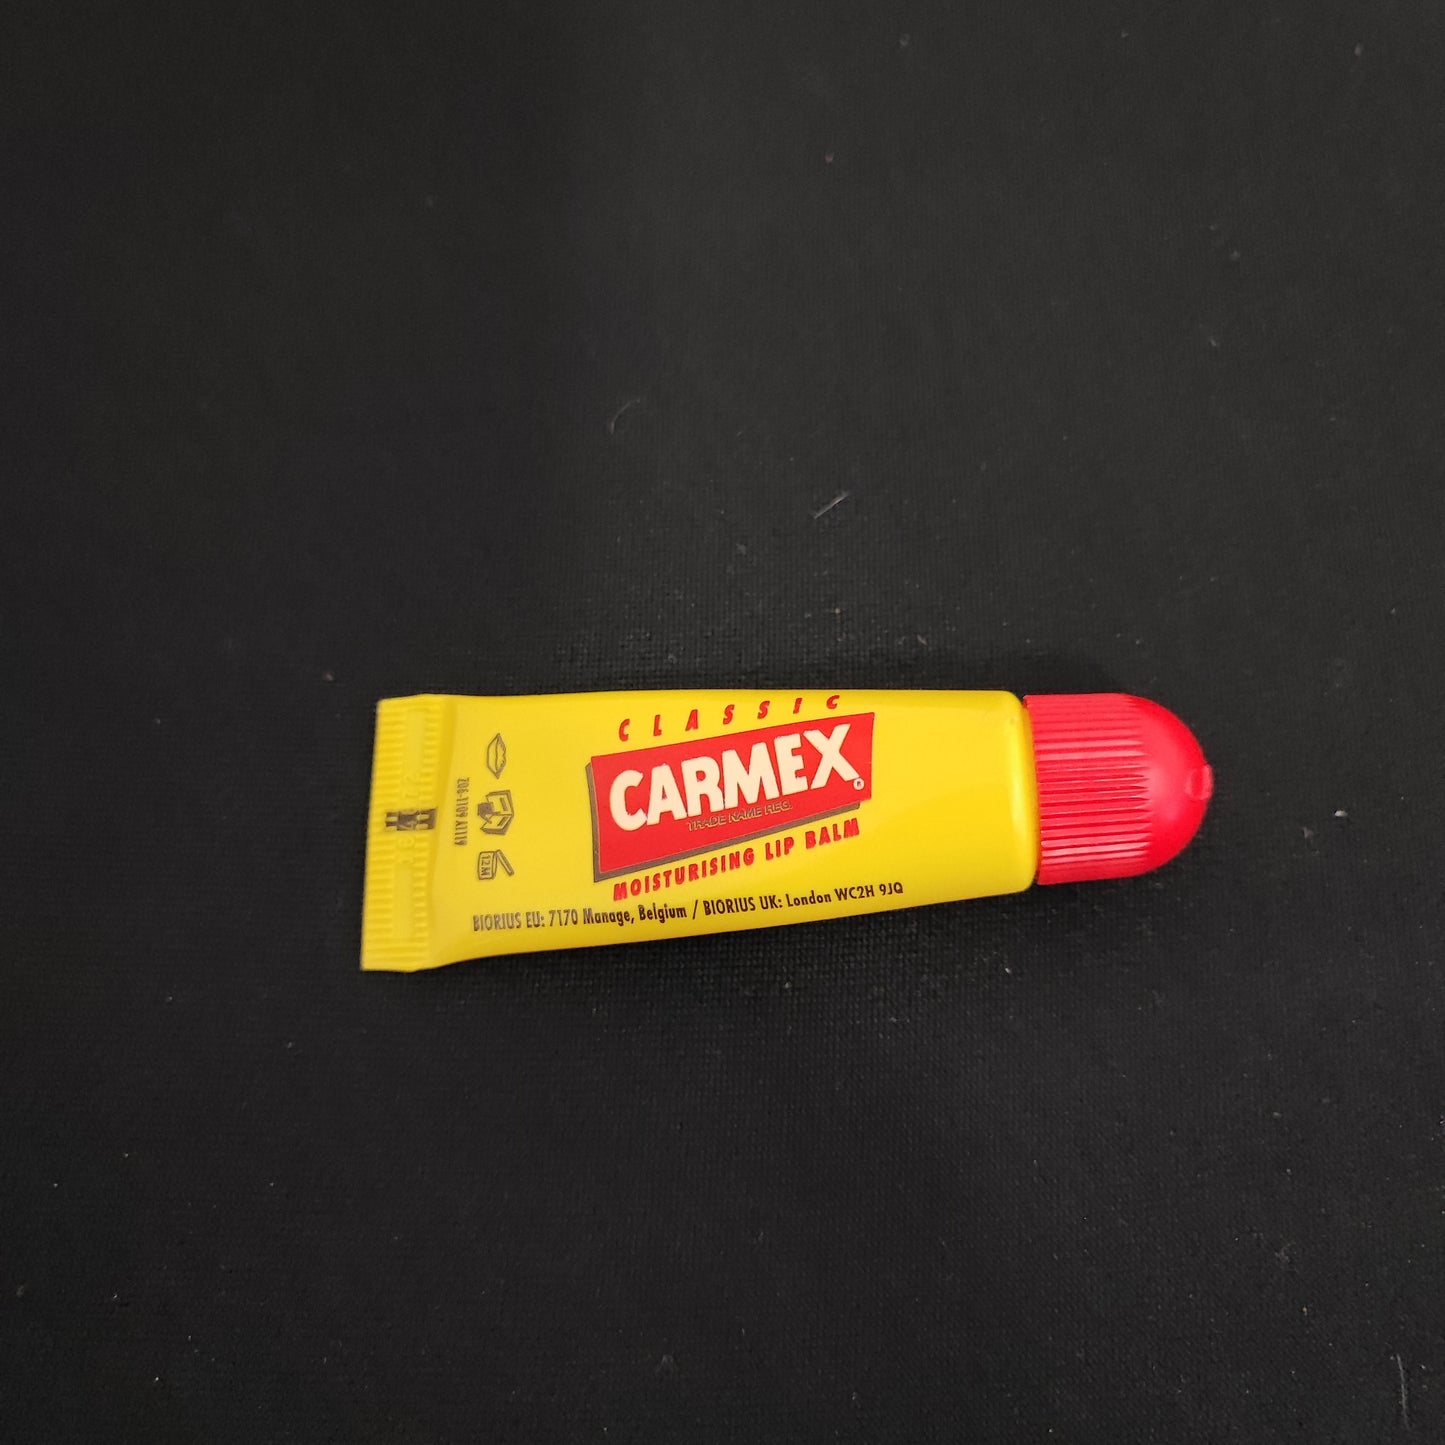 CLASSIC
CARMEX
TRADE NAME REG.
MOISTURISING LIP BALM
BIORIUS EU: 7170 Manage, Belgium / BIORIUS UK: London WC2H 9JQ
12M